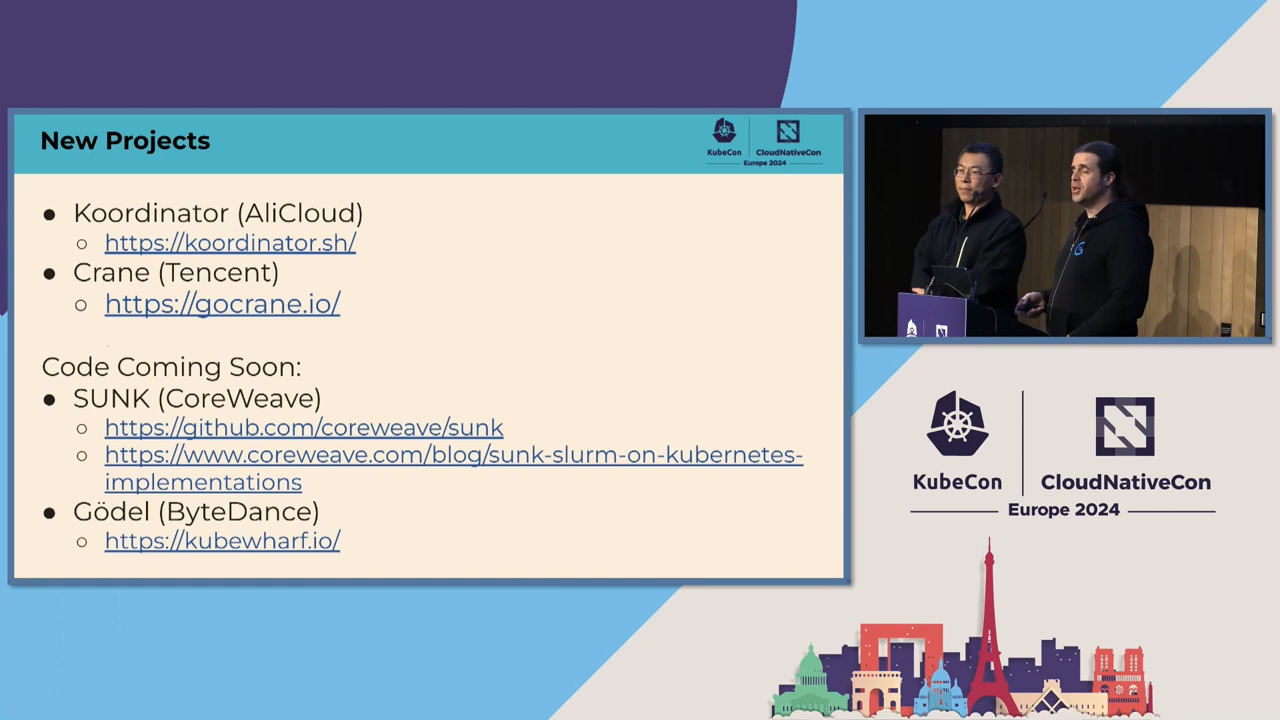 New Projects
KubeCon
CloudNativeCon
Europe 2024
● Koordinator (AliCloud)
○ https://koordinator.sh/
● Crane (Tencent)
○ https://gocrane.io/
Code Coming Soon:
● SUNK (CoreWeave)
○ https://github.com/coreweave/sunk
○ https://www.coreweave.com/blog/sunk-slurm-on-kubernetes-
implementations
● Gödel (ByteDance)
○ https://kubewharf.io/
KubeCon
CloudNativeCon
Europe 2024